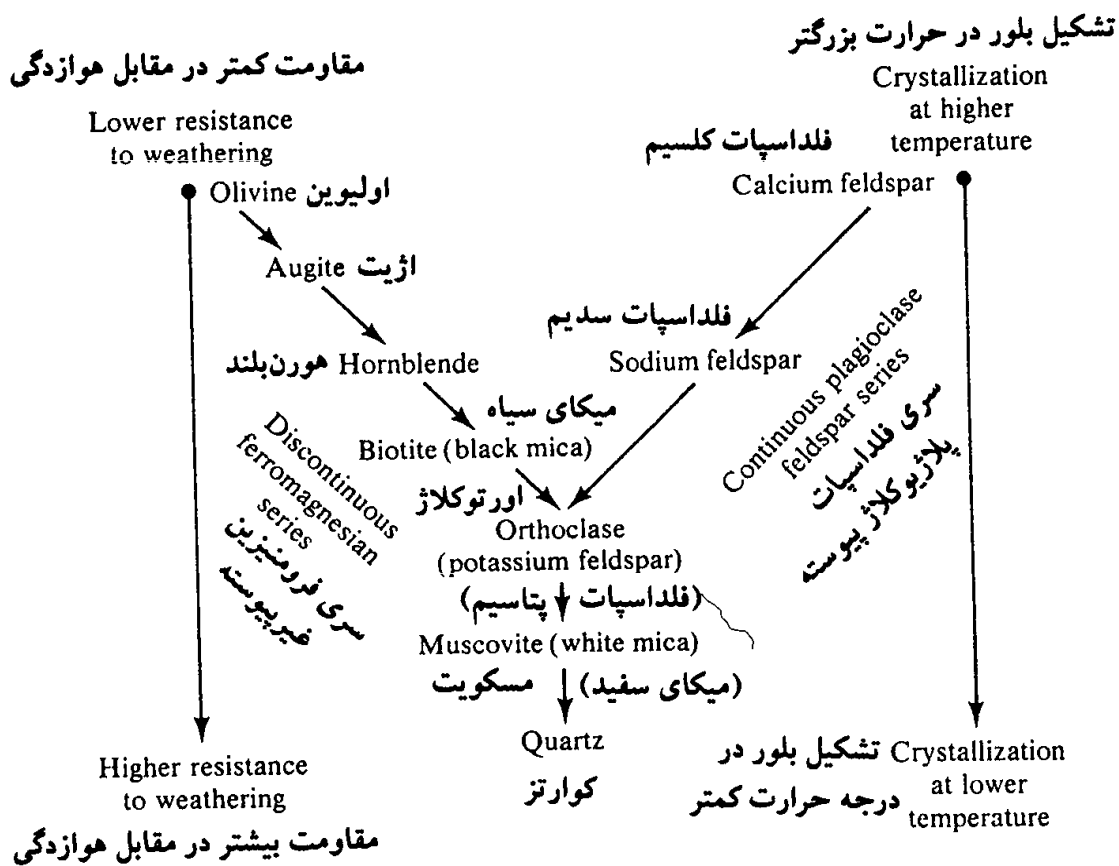 تشکیل بلور در حرارت بزرگتر
مقاومت کمتر در مقابل هوازدگی
Crystallization
at higher
temperature
Lower resistance
to weathering
فلداسپات کلسیم
Calcium feldspar
Olivine اولیوین
Augite اژیت
فلداسپات سدیم
Sodium feldspar
هورن‌بلند Hornblende
میکای سیاه
Biotite (black mica)
Continuous plagioclase
feldspar series
سری فلداسپات
پلاژیوکلاژ پیوسته
Discontinuous
ferromagnesian
series
سری فرومنیزین
غیرپیوسته
اورتوکلاژ
Orthoclase
(potassium feldspar)
(فلداسپات پتاسیم)
Muscovite (white mica)
مسکویت (میکای سفید)
Quartz
کوارتز
Higher resistance
to weathering
مقاومت بیشتر در مقابل هوازدگی
تشکیل بلور در
درجه حرارت کمتر
Crystallization
at lower
temperature